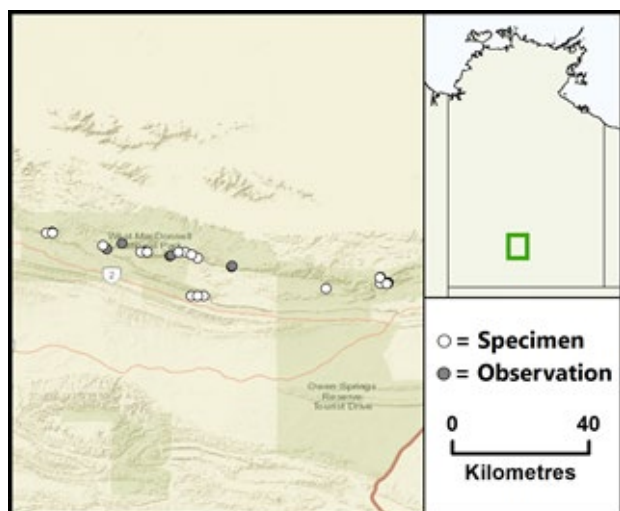 West MacDonnell
National Park
2
Owen Springs
Reserve
Tourist Drive
= Specimen
= Observation
0 40
Kilometres